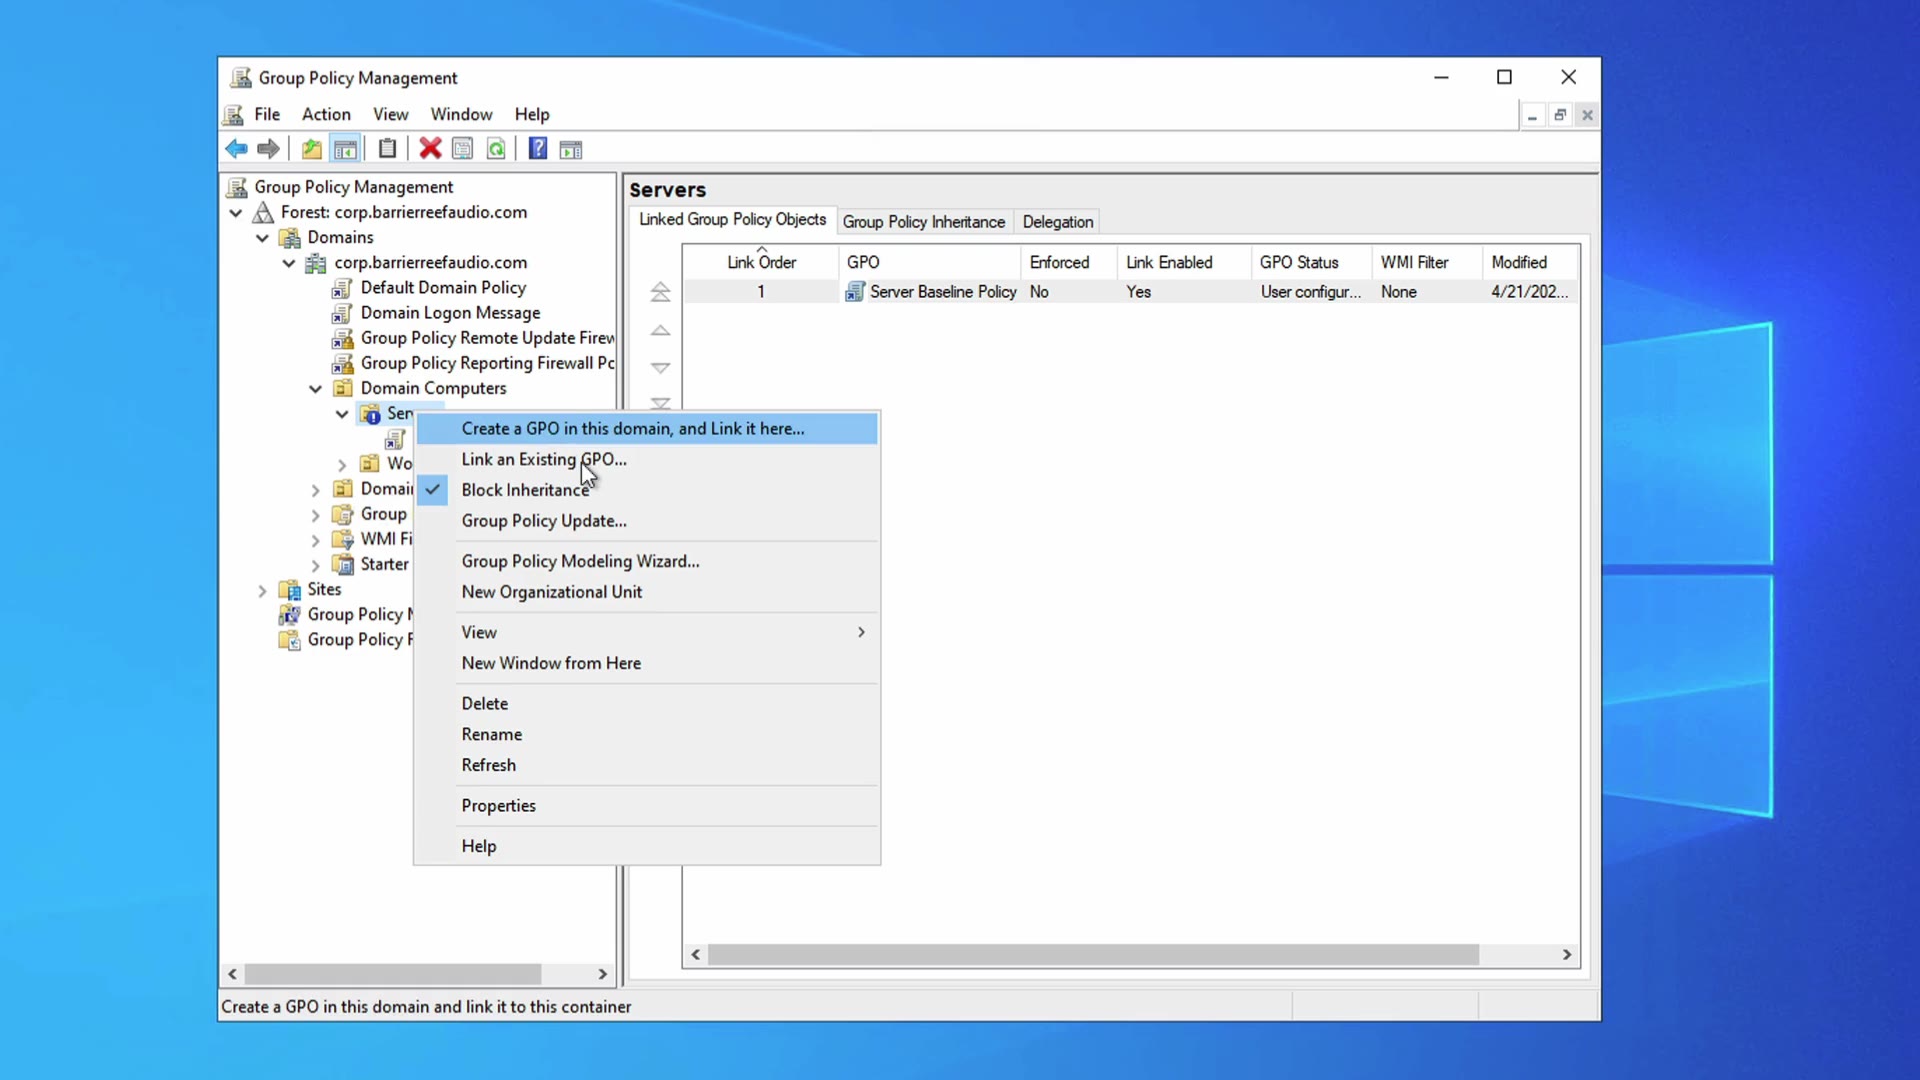 Group Policy Management
File Action View Window Help
Group Policy Management
Forest: corp.barrierreefaudio.com
Domains
corp.barrierreefaudio.com
Default Domain Policy
Domain Logon Message
Group Policy Remote Update Firew
Group Policy Reporting Firewall Pc
Domain Computers
Ser
Wo
Domai
Group
WMI Fi
Starter
Sites
Group Policy M
Group Policy R
Create a GPO in this domain, and Link it here...
Link an Existing GPO...
Block Inheritance
Group Policy Update...
Group Policy Modeling Wizard...
New Organizational Unit
View
New Window from Here
Delete
Rename
Refresh
Properties
Help
Servers
Linked Group Policy Objects Group Policy Inheritance Delegation
Link Order GPO Enforced Link Enabled GPO Status WMI Filter Modified
1 Server Baseline Policy No Yes User configur... None 4/21/202...
Create a GPO in this domain and link it to this container